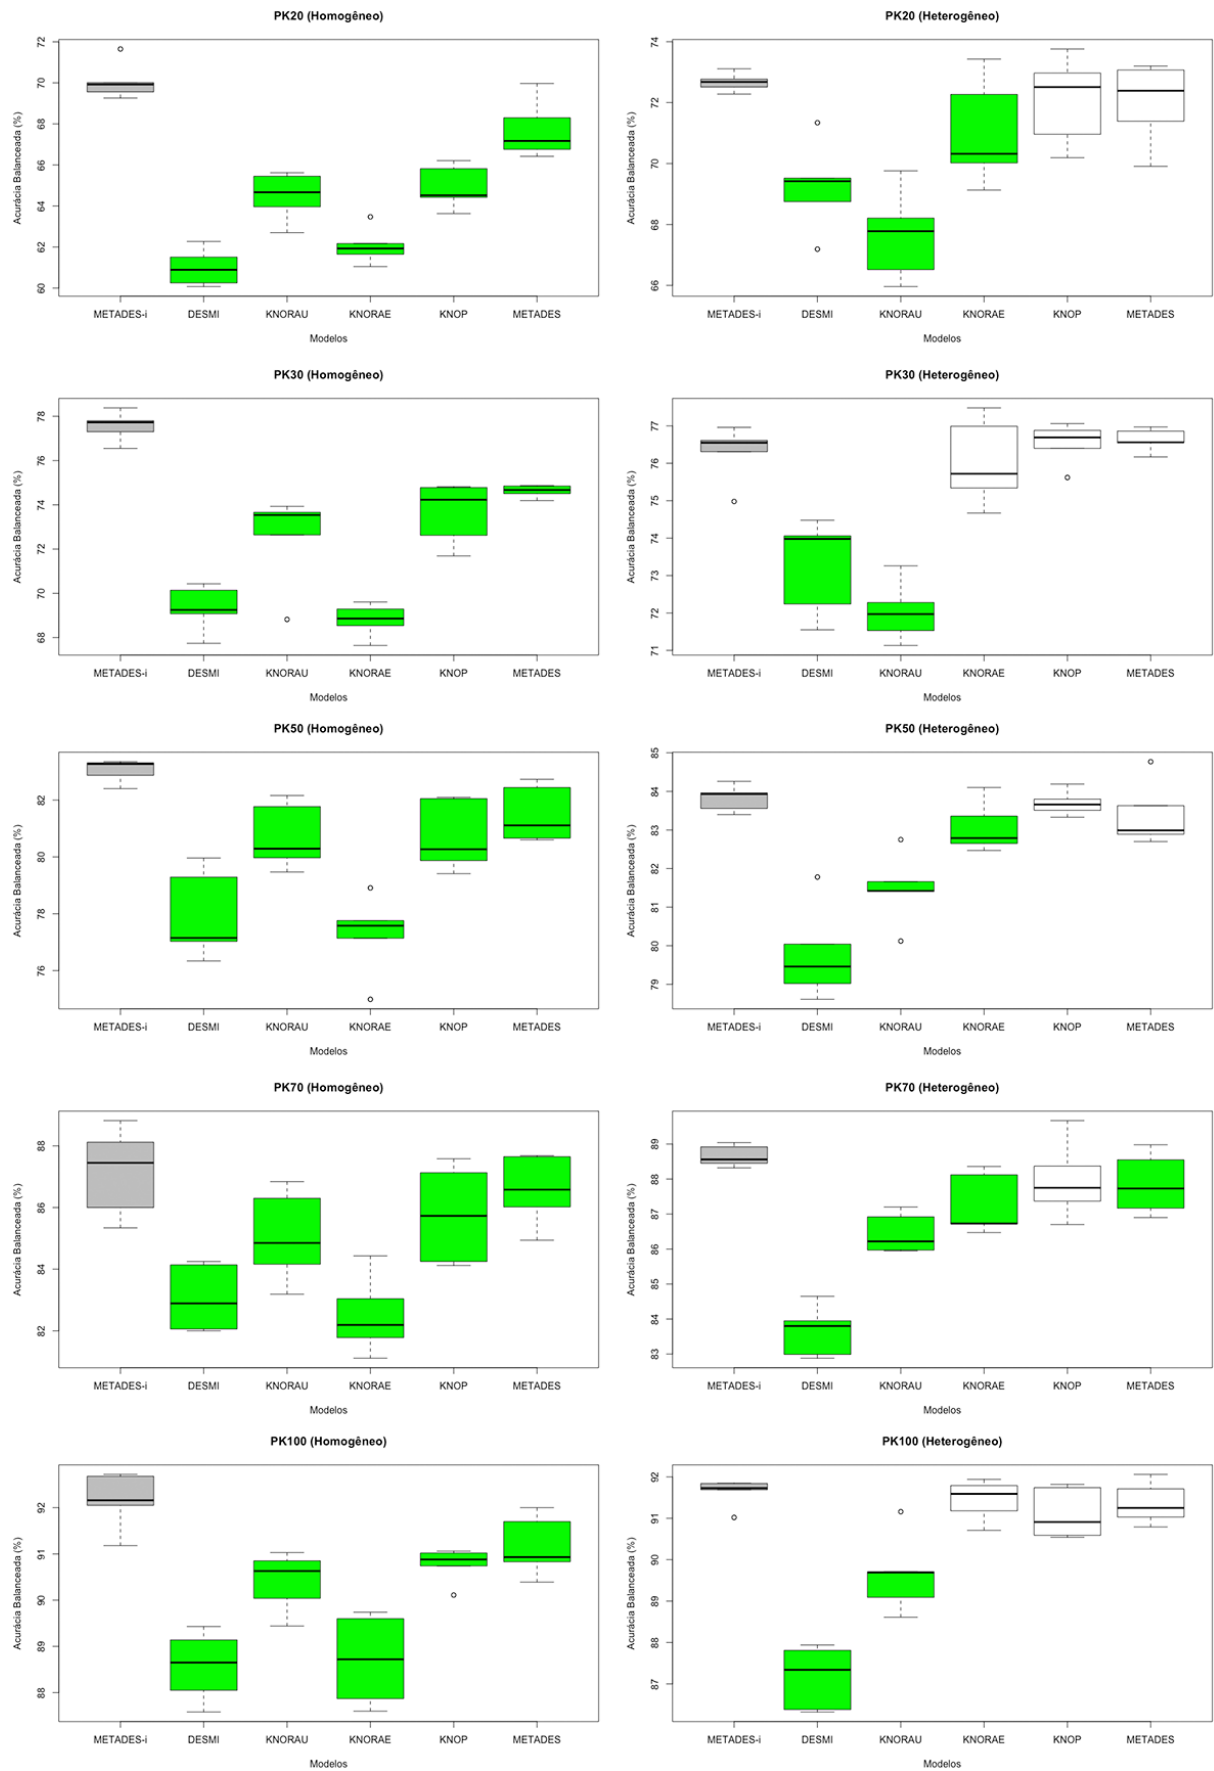 PK20 (Homogêneo)
Acurácia Balanceada (%)
72
70
68
66
64
62
60
METADES-i DESMI KNORAU KNORAE KNOP METADES
Modelos
PK20 (Heterogêneo)
Acurácia Balanceada (%)
74
72
70
68
66
METADES-i DESMI KNORAU KNORAE KNOP METADES
Modelos
PK30 (Homogêneo)
Acurácia Balanceada (%)
78
76
74
72
70
68
METADES-i DESMI KNORAU KNORAE KNOP METADES
Modelos
PK30 (Heterogêneo)
Acurácia Balanceada (%)
77
76
75
74
73
72
71
METADES-i DESMI KNORAU KNORAE KNOP METADES
Modelos
PK50 (Homogêneo)
Acurácia Balanceada (%)
82
80
78
76
METADES-i DESMI KNORAU KNORAE KNOP METADES
Modelos
PK50 (Heterogêneo)
Acurácia Balanceada (%)
85
84
83
82
81
80
79
METADES-i DESMI KNORAU KNORAE KNOP METADES
Modelos
PK70 (Homogêneo)
Acurácia Balanceada (%)
88
86
84
82
METADES-i DESMI KNORAU KNORAE KNOP METADES
Modelos
PK70 (Heterogêneo)
Acurácia Balanceada (%)
89
88
87
86
85
84
83
METADES-i DESMI KNORAU KNORAE KNOP METADES
Modelos
PK100 (Homogêneo)
Acurácia Balanceada (%)
92
91
90
89
88
METADES-i DESMI KNORAU KNORAE KNOP METADES
Modelos
PK100 (Heterogêneo)
Acurácia Balanceada (%)
92
91
90
89
88
87
METADES-i DESMI KNORAU KNORAE KNOP METADES
Modelos